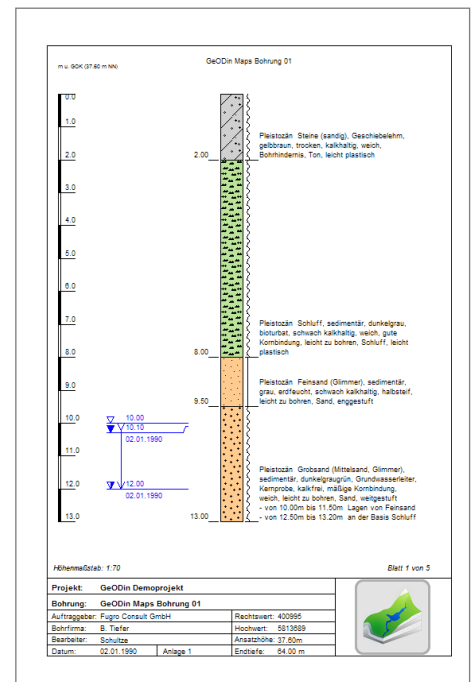 GeODin Maps Bohrung 01
m u. GOK (37.60 m NN)
0.0
1.0
2.0
3.0
4.0
5.0
6.0
7.0
8.0
9.0
10.0
11.0
12.0
13.0
10.00
10.10
02.01.1990
12.00
02.01.1990
2.00
8.00
9.50
13.00
Pleistozän Steine (sandig), Geschiebelehm,
gelbbraun, trocken, kalkhaltig, weich,
Bohrhindernis, Ton, leicht plastisch
Pleistozän Schluff, sedimentär, dunkelgrau,
bioturbat, schwach kalkhaltig, weich, gute
Kornbindung, leicht zu bohren, Schluff, leicht
plastisch
Pleistozän Feinsand (Glimmer), sedimentär,
grau, erdfeucht, schwach kalkhaltig, halbsteif,
leicht zu bohren, Sand, enggestuft
Pleistozän Grobsand (Mittelsand, Glimmer),
sedimentär, dunkelgraugrün, Grundwasserleiter,
Kernprobe, kalkfrei, mäßige Kornbindung,
weich, leicht zu bohren, Sand, weitgestuft
- von 10.00m bis 11.50m Lagen von Feinsand
- von 12.50m bis 13.20m an der Basis Schluff
Höhenmaßstab: 1:70 Blatt 1 von 5
Projekt: GeODin Demoprojekt
Bohrung: GeODin Maps Bohrung 01
Auftraggeber: Fugro Consult GmbH Rechtswert: 400995
Bohrfirma: B. Tiefer Hochwert: 5813689
Bearbeiter: Schultze Ansatzhöhe: 37.60m
Datum: 02.01.1990 Anlage 1 Endtiefe: 64.00 m